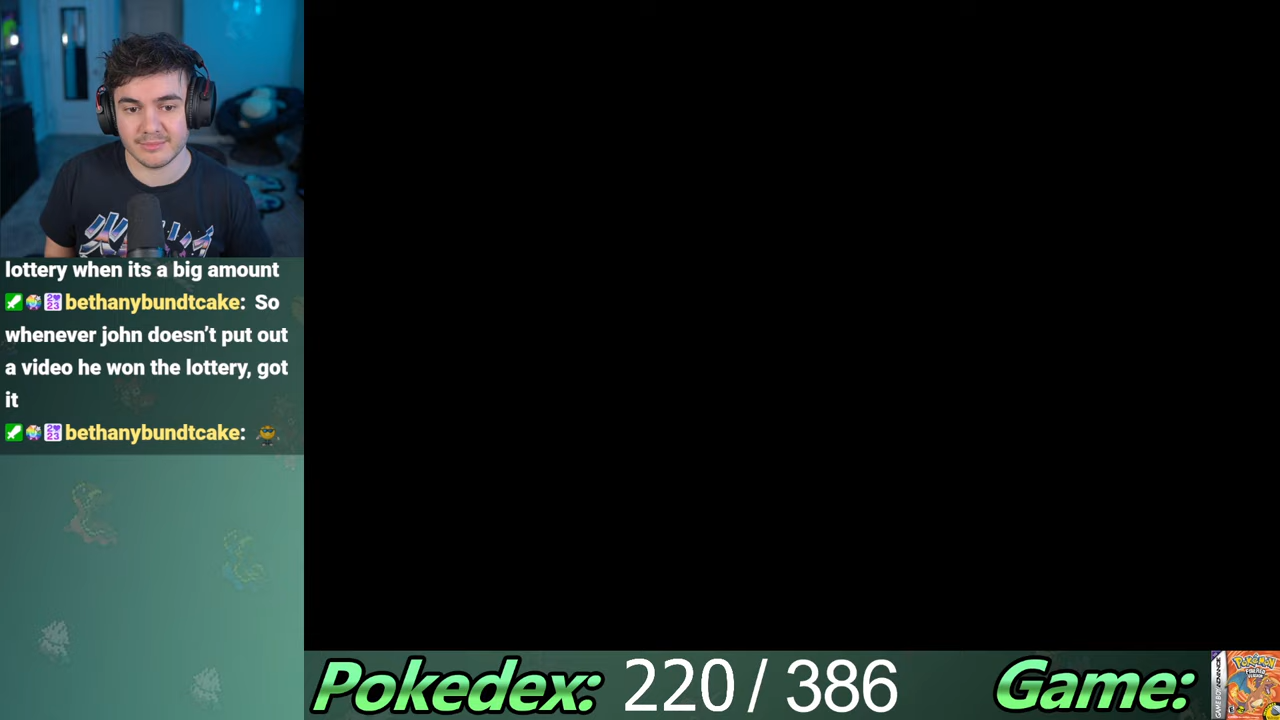 lottery when its a big amount
bethanybundtcake: So
whenever john doesn't put out
a video he won the lottery, got
it
bethanybundtcake:
Pokedex: 220 / 386
Game:
POKéMON